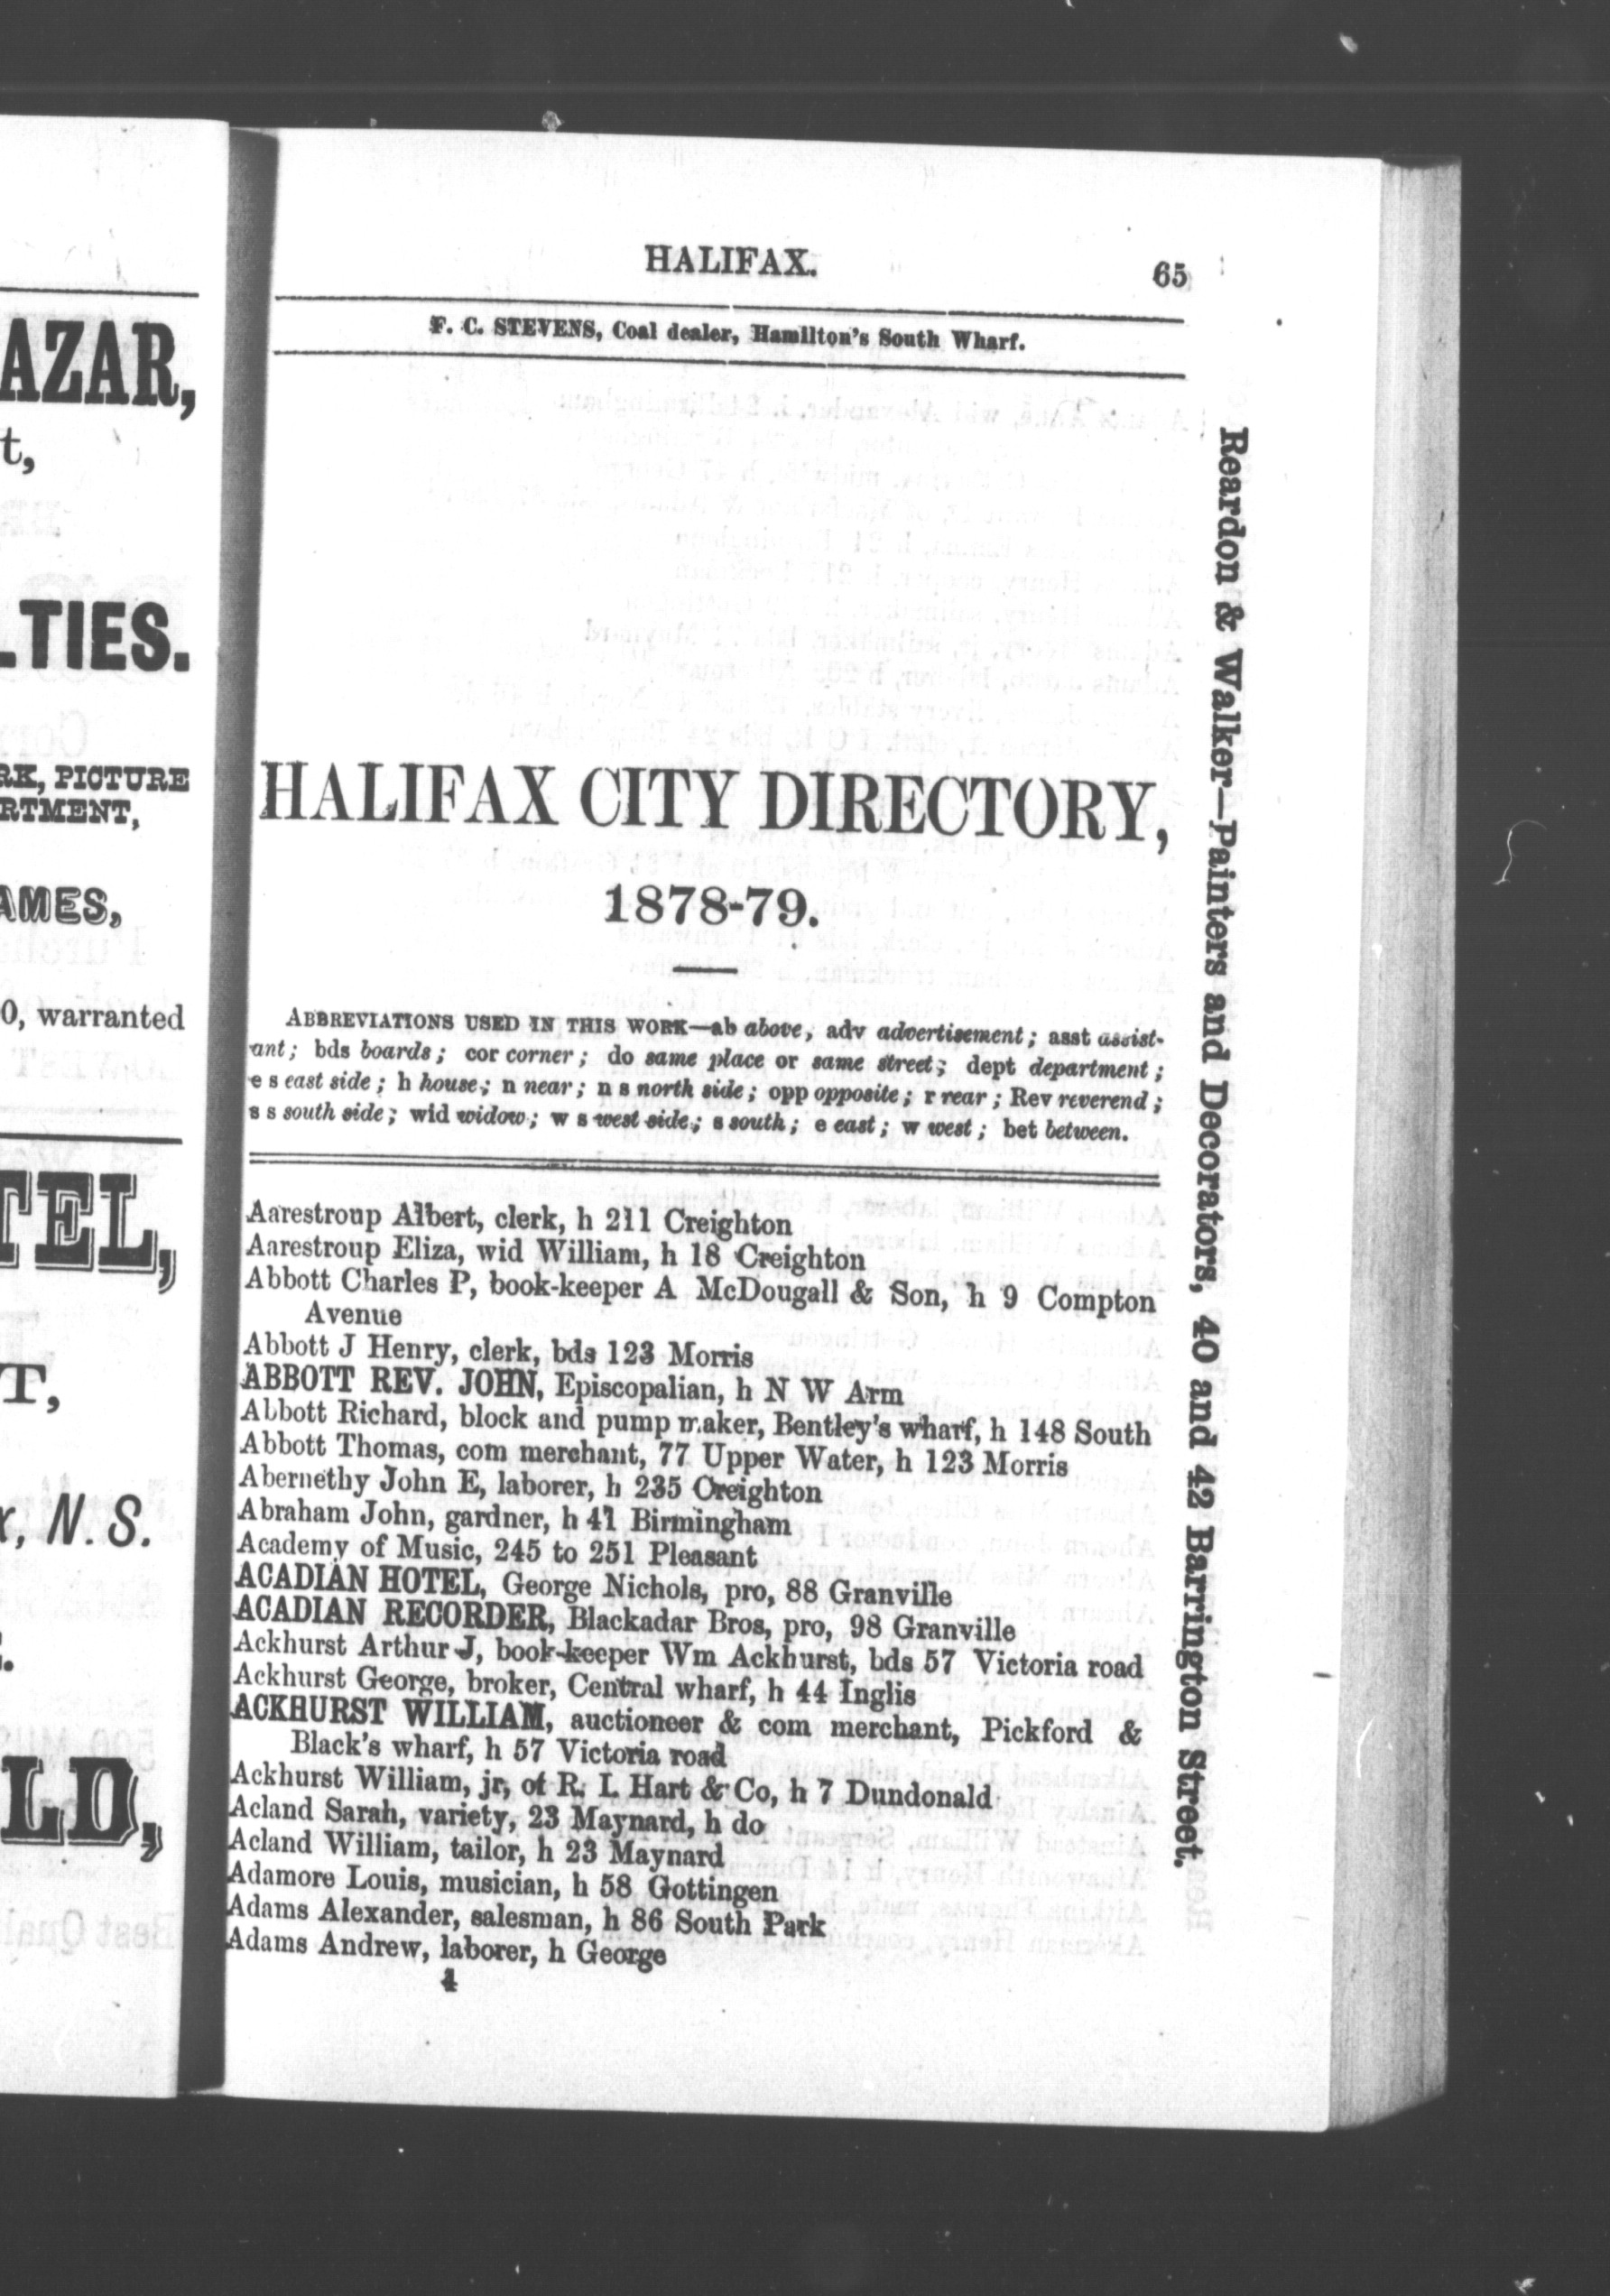 AZAR,
t,
TIES.
RK, PICTURE
RTMENT,
AMES,
0, warranted
TEL,
T,
, N. S.
LD,
HALIFAX. 65
F. C. STEVENS, Coal dealer, Hamilton's South Wharf.
HALIFAX CITY DIRECTORY,
1878-79.
ABBREVIATIONS USED IN THIS WORK—ab above, adv advertisement; asst assist-
ant; bds boards; cor corner; do same place or same street; dept department;
e s east side; h house; n near; n s north side; opp opposite; r rear; Rev reverend;
s s south side; wid widow; w s west side; s south; e east; w west; bet between.
Aarestroup Albert, clerk, h 211 Creighton
Aarestroup Eliza, wid William, h 18 Creighton
Abbott Charles P, book-keeper A McDougall & Son, h 9 Compton
Avenue
Abbott J Henry, clerk, bds 123 Morris
ABBOTT REV. JOHN, Episcopalian, h N W Arm
Abbott Richard, block and pump maker, Bentley's wharf, h 148 South
Abbott Thomas, com merchant, 77 Upper Water, h 123 Morris
Abernethy John E, laborer, h 235 Creighton
Abraham John, gardner, h 41 Birmingham
Academy of Music, 245 to 251 Pleasant
ACADIAN HOTEL, George Nichols, pro, 88 Granville
ACADIAN RECORDER, Blackadar Bros, pro, 98 Granville
Ackhurst Arthur J, book-keeper Wm Ackhurst, bds 57 Victoria road
Ackhurst George, broker, Central wharf, h 44 Inglis
ACKHURST WILLIAM, auctioneer & com merchant, Pickford &
Black's wharf, h 57 Victoria road
Ackhurst William, jr, of R. I. Hart & Co, h 7 Dundonald
Acland Sarah, variety, 23 Maynard, h do
Acland William, tailor, h 23 Maynard
Adamore Louis, musician, h 58 Gottingen
Adams Alexander, salesman, h 86 South Park
Adams Andrew, laborer, h George
4
Reardon & Walker—Painters and Decorators, 40 and 42 Barrington Street.